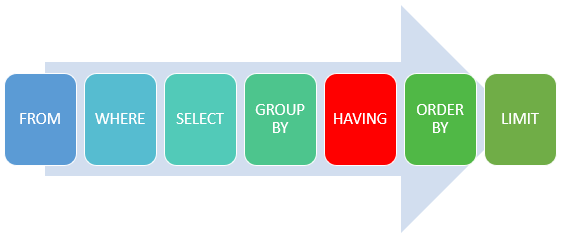 FROM
WHERE
SELECT
GROUP
BY
HAVING
ORDER
BY
LIMIT